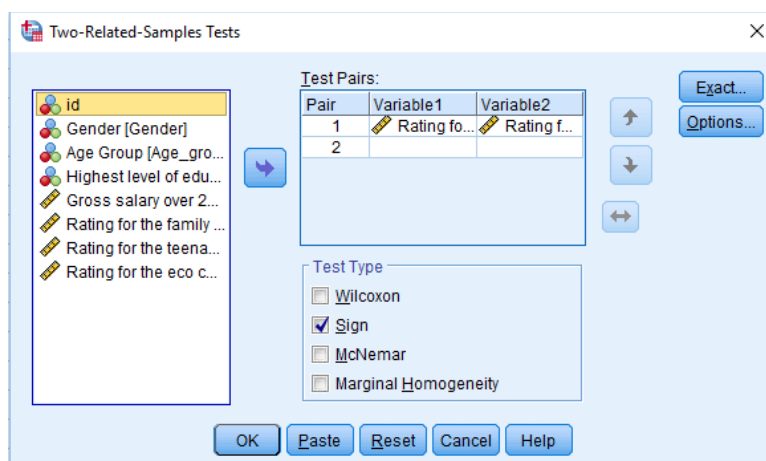 Two-Related-Samples Tests
id
Gender [Gender]
Age Group [Age_gro...
Highest level of edu...
Gross salary over 2...
Rating for the family ...
Rating for the teena...
Rating for the eco c...
Test Pairs:
Pair Variable1 Variable2
1 Rating fo... Rating f...
2
Exact...
Options...
Test Type
Wilcoxon
Sign
McNemar
Marginal Homogeneity
OK Paste Reset Cancel Help